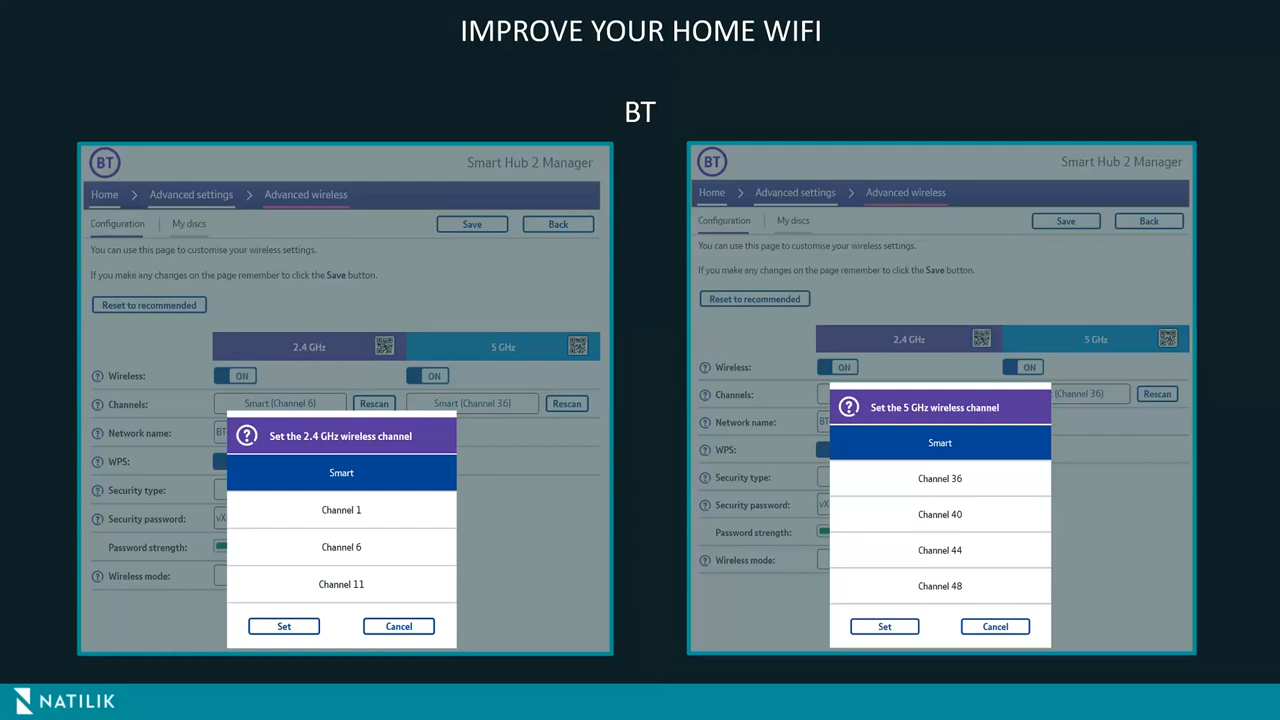 IMPROVE YOUR HOME WIFI
BT
BT
Smart Hub 2 Manager
Home > Advanced settings > Advanced wireless
Configuration | My discs
Save
Back
You can use this page to customise your wireless settings.
If you make any changes on the page remember to click the Save button.
Reset to recommended
2.4 GHz
5 GHz
? Wireless:
ON
ON
? Channels:
Smart (Channel 6)
Rescan
Smart (Channel 36)
Rescan
? Network name:
BT
? WPS:
? Security type:
? Security password:
vX
Password strength:
? Wireless mode:
? Set the 2.4 GHz wireless channel
Smart
Channel 1
Channel 6
Channel 11
Set
Cancel
BT
Smart Hub 2 Manager
Home > Advanced settings > Advanced wireless
Configuration | My discs
Save
Back
You can use this page to customise your wireless settings.
If you make any changes on the page remember to click the Save button.
Reset to recommended
2.4 GHz
5 GHz
? Wireless:
ON
ON
? Channels:
(Channel 36)
Rescan
? Network name:
BT
? WPS:
? Security type:
? Security password:
vX
Password strength:
? Wireless mode:
? Set the 5 GHz wireless channel
Smart
Channel 36
Channel 40
Channel 44
Channel 48
Set
Cancel
NATILIK